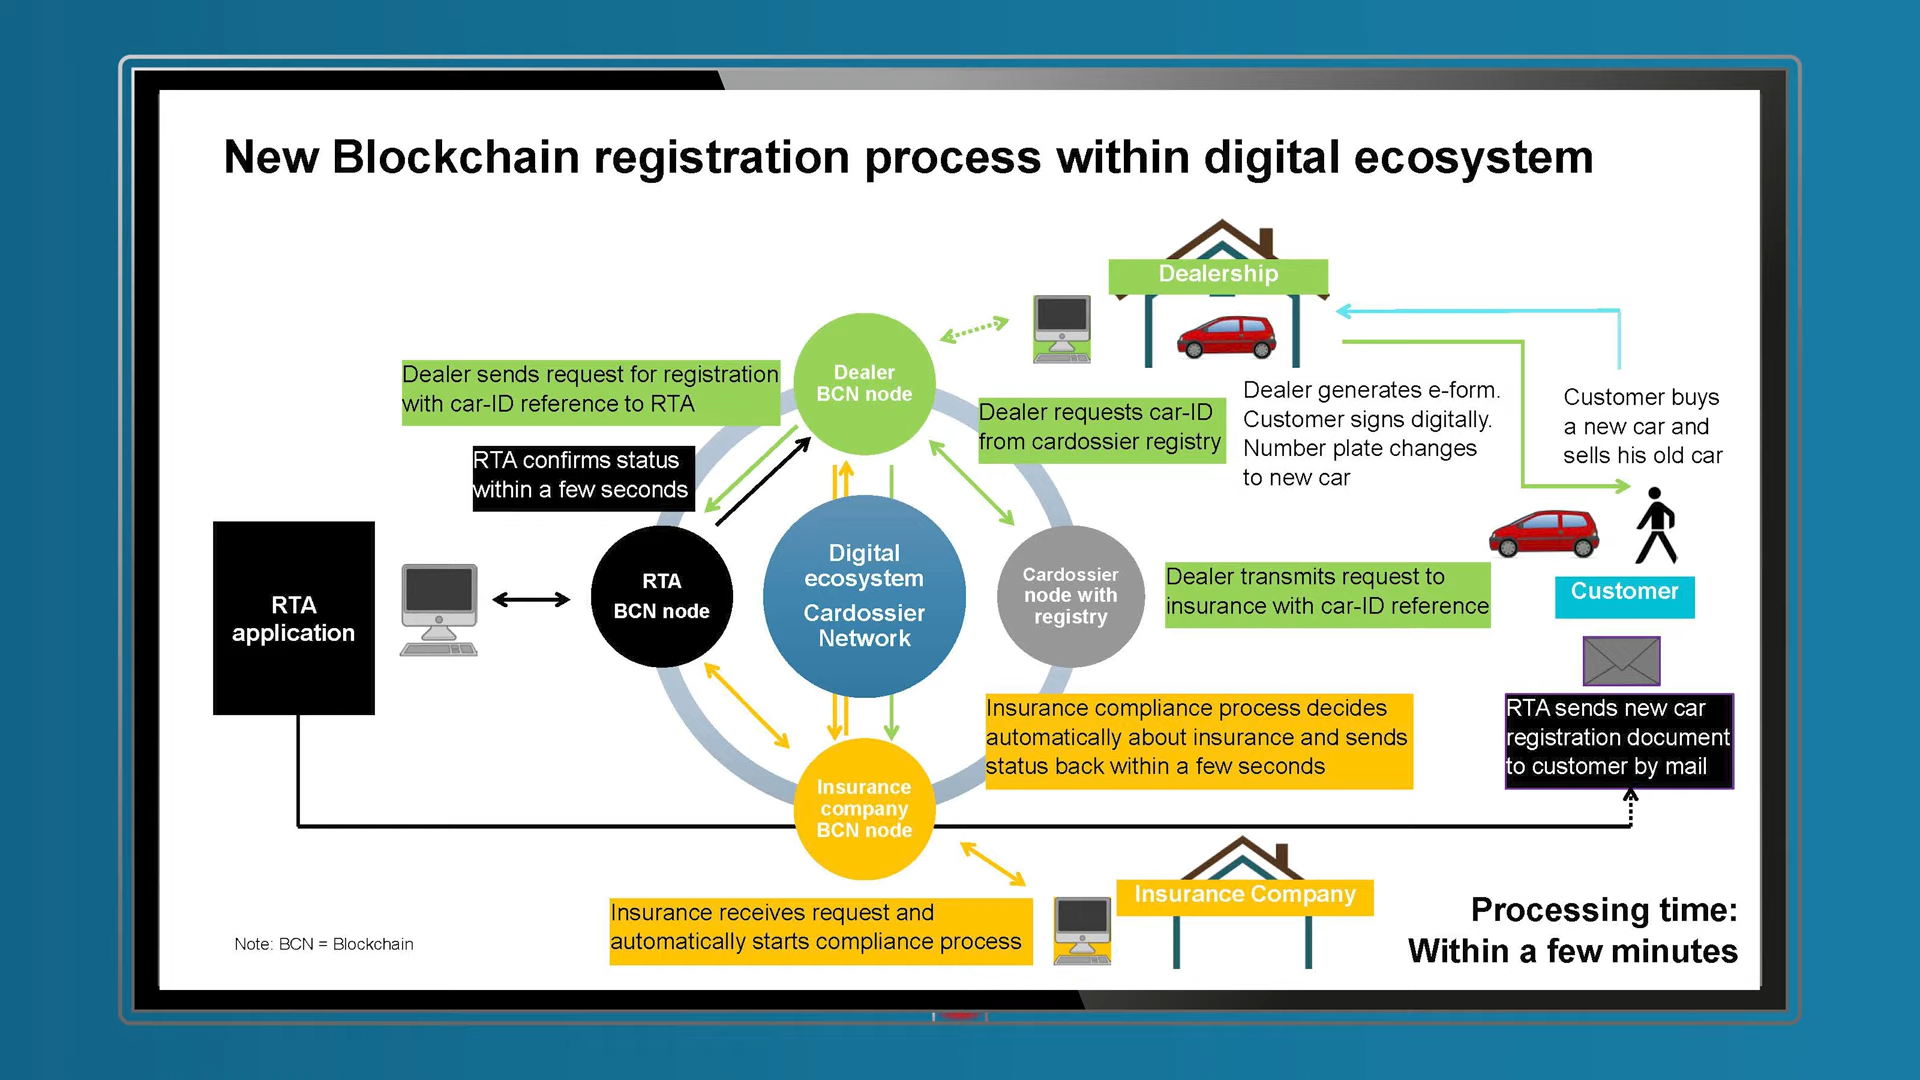 New Blockchain registration process within digital ecosystem
Dealership
Dealer
BCN node
Dealer sends request for registration
with car-ID reference to RTA
Dealer requests car-ID
from cardossier registry
Dealer generates e-form.
Customer signs digitally.
Number plate changes
to new car
Customer buys
a new car and
sells his old car
RTA confirms status
within a few seconds
RTA
application
RTA
BCN node
Digital
ecosystem
Cardossier
Network
Cardossier
node with
registry
Dealer transmits request to
insurance with car-ID reference
Customer
Insurance compliance process decides
automatically about insurance and sends
status back within a few seconds
RTA sends new car
registration document
to customer by mail
Insurance
company
BCN node
Insurance Company
Insurance receives request and
automatically starts compliance process
Note: BCN = Blockchain
Processing time:
Within a few minutes